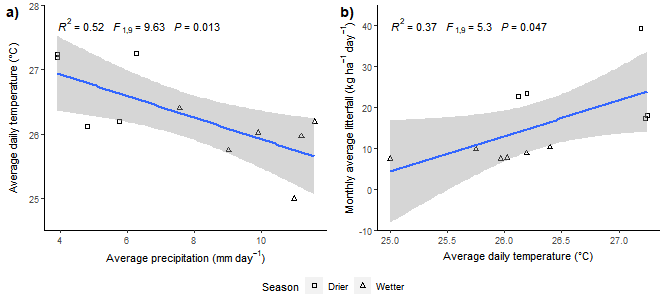 a)
R² = 0.52 F1,9 = 9.63 P = 0.013
Average daily temperature (°C)
28
27
26
25
4
6
8
10
Average precipitation (mm day⁻¹)
b)
R² = 0.37 F1,9 = 5.3 P = 0.047
Monthly average litterfall (kg ha⁻¹ day⁻¹)
40
30
20
10
0
-10
25.0
25.5
26.0
26.5
27.0
Average daily temperature (°C)
Season Drier Wetter